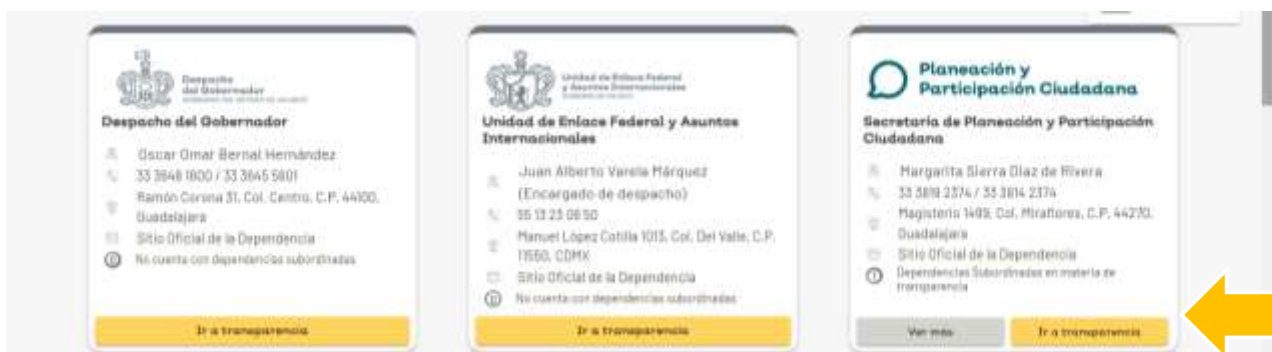 Despacho
del Gobernador
Despacho del Gobernador
Oscar Omar Bernal Hernández
33 3648 1800 / 33 3645 5801
Ramón Corona 31, Col. Centro, C.P. 44100,
Guadalajara
Sitio Oficial de la Dependencia
No cuenta con dependencias subordinadas
Ir a transparencia
Unidad de Enlace Federal
y Asuntos Internacionales
Unidad de Enlace Federal y Asuntos
Internacionales
Juan Alberto Varela Márquez
(Encargado de despacho)
55 13 23 06 50
Manuel López Cotilla 1013, Col. Del Valle, C.P.
11550, CDMX
Sitio Oficial de la Dependencia
No cuenta con dependencias subordinadas
Ir a transparencia
Planeación y
Participación Ciudadana
Secretaría de Planeación y Participación
Ciudadana
Margarita Sierra Díaz de Rivera
33 3819 2374 / 33 3814 2374
Magisterio 1499, Col. Miraflores, C.P. 44270,
Guadalajara
Sitio Oficial de la Dependencia
Dependencias Subordinadas en materia de
transparencia
Ver más
Ir a transparencia